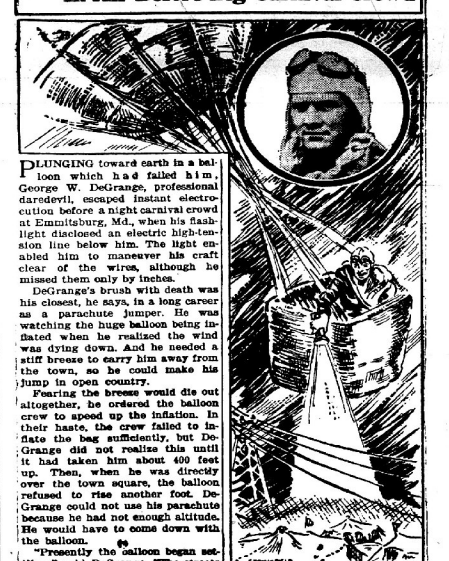 PLUNGING toward earth in a bal-
loon which had failed him,
George W. DeGrange, professional
daredevil, escaped instant electro-
cution before a night carnival crowd
at Emmitsburg, Md., when his flash-
light disclosed an electric high-ten-
sion line below him. The light en-
abled him to maneuver his craft
clear of the wires, although he
missed them only by inches.
DeGrange's brush with death was
his closest, he says, in a long career
as a parachute jumper. He was
watching the huge balloon being in-
flated when he realized the wind
was dying down. And he needed a
stiff breeze to carry him away from
the town, so he could make his
jump in open country.
Fearing the breeze would die out
altogether, he ordered the balloon
crew to speed up the inflation. In
their haste, the crew failed to in-
flate the bag sufficiently, but De-
Grange did not realize this until
it had taken him about 400 feet
up. Then, when he was directly
over the town square, the balloon
refused to rise another foot. De-
Grange could not use his parachute
because he had not enough altitude.
He would have to come down with
the balloon.
"Presently the balloon began set-